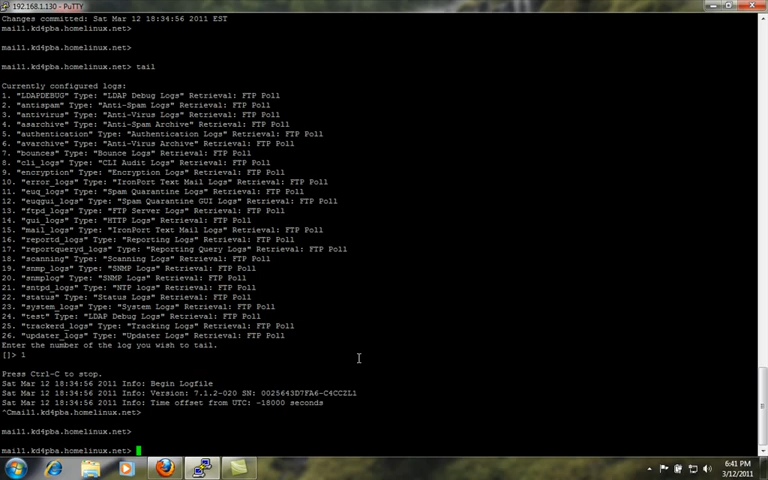 192.168.1.130 - PuTTY
Changes committed: Sat Mar 12 18:34:56 2011 EST
mail1.kd4pba.homelinux.net>
mail1.kd4pba.homelinux.net>
mail1.kd4pba.homelinux.net> tail
Currently configured logs:
1. "LDAPDEBUG" Type: "LDAP Debug Logs" Retrieval: FTP Poll
2. "antispam" Type: "Anti-Spam Logs" Retrieval: FTP Poll
3. "antivirus" Type: "Anti-Virus Logs" Retrieval: FTP Poll
4. "asarchive" Type: "Anti-Spam Archive" Retrieval: FTP Poll
5. "authentication" Type: "Authentication Logs" Retrieval: FTP Poll
6. "avarchive" Type: "Anti-Virus Archive" Retrieval: FTP Poll
7. "bounces" Type: "Bounce Logs" Retrieval: FTP Poll
8. "cli_logs" Type: "CLI Audit Logs" Retrieval: FTP Poll
9. "encryption" Type: "Encryption Logs" Retrieval: FTP Poll
10. "error_logs" Type: "IronPort Text Mail Logs" Retrieval: FTP Poll
11. "euq_logs" Type: "Spam Quarantine Logs" Retrieval: FTP Poll
12. "euqgui_logs" Type: "Spam Quarantine GUI Logs" Retrieval: FTP Poll
13. "ftpd_logs" Type: "FTP Server Logs" Retrieval: FTP Poll
14. "gui_logs" Type: "HTTP Logs" Retrieval: FTP Poll
15. "mail_logs" Type: "IronPort Text Mail Logs" Retrieval: FTP Poll
16. "reportd_logs" Type: "Reporting Logs" Retrieval: FTP Poll
17. "reportqueryd_logs" Type: "Reporting Query Logs" Retrieval: FTP Poll
18. "scanning" Type: "Scanning Logs" Retrieval: FTP Poll
19. "snmp_logs" Type: "SNMP Logs" Retrieval: FTP Poll
20. "snmplog" Type: "SNMP Logs" Retrieval: FTP Poll
21. "sntpd_logs" Type: "NTP logs" Retrieval: FTP Poll
22. "status" Type: "Status Logs" Retrieval: FTP Poll
23. "system_logs" Type: "System Logs" Retrieval: FTP Poll
24. "test" Type: "LDAP Debug Logs" Retrieval: FTP Poll
25. "trackerd_logs" Type: "Tracking Logs" Retrieval: FTP Poll
26. "updater_logs" Type: "Updater Logs" Retrieval: FTP Poll
Enter the number of the log you wish to tail.
[]> 1
Press Ctrl-C to stop.
Sat Mar 12 18:34:56 2011 Info: Begin Logfile
Sat Mar 12 18:34:56 2011 Info: Version: 7.1.2-020 SN: 0025643D7FA6-C4CCZL1
Sat Mar 12 18:34:56 2011 Info: Time offset from UTC: -18000 seconds
^Cmail1.kd4pba.homelinux.net>
mail1.kd4pba.homelinux.net>
mail1.kd4pba.homelinux.net>
6:41 PM
3/12/2011